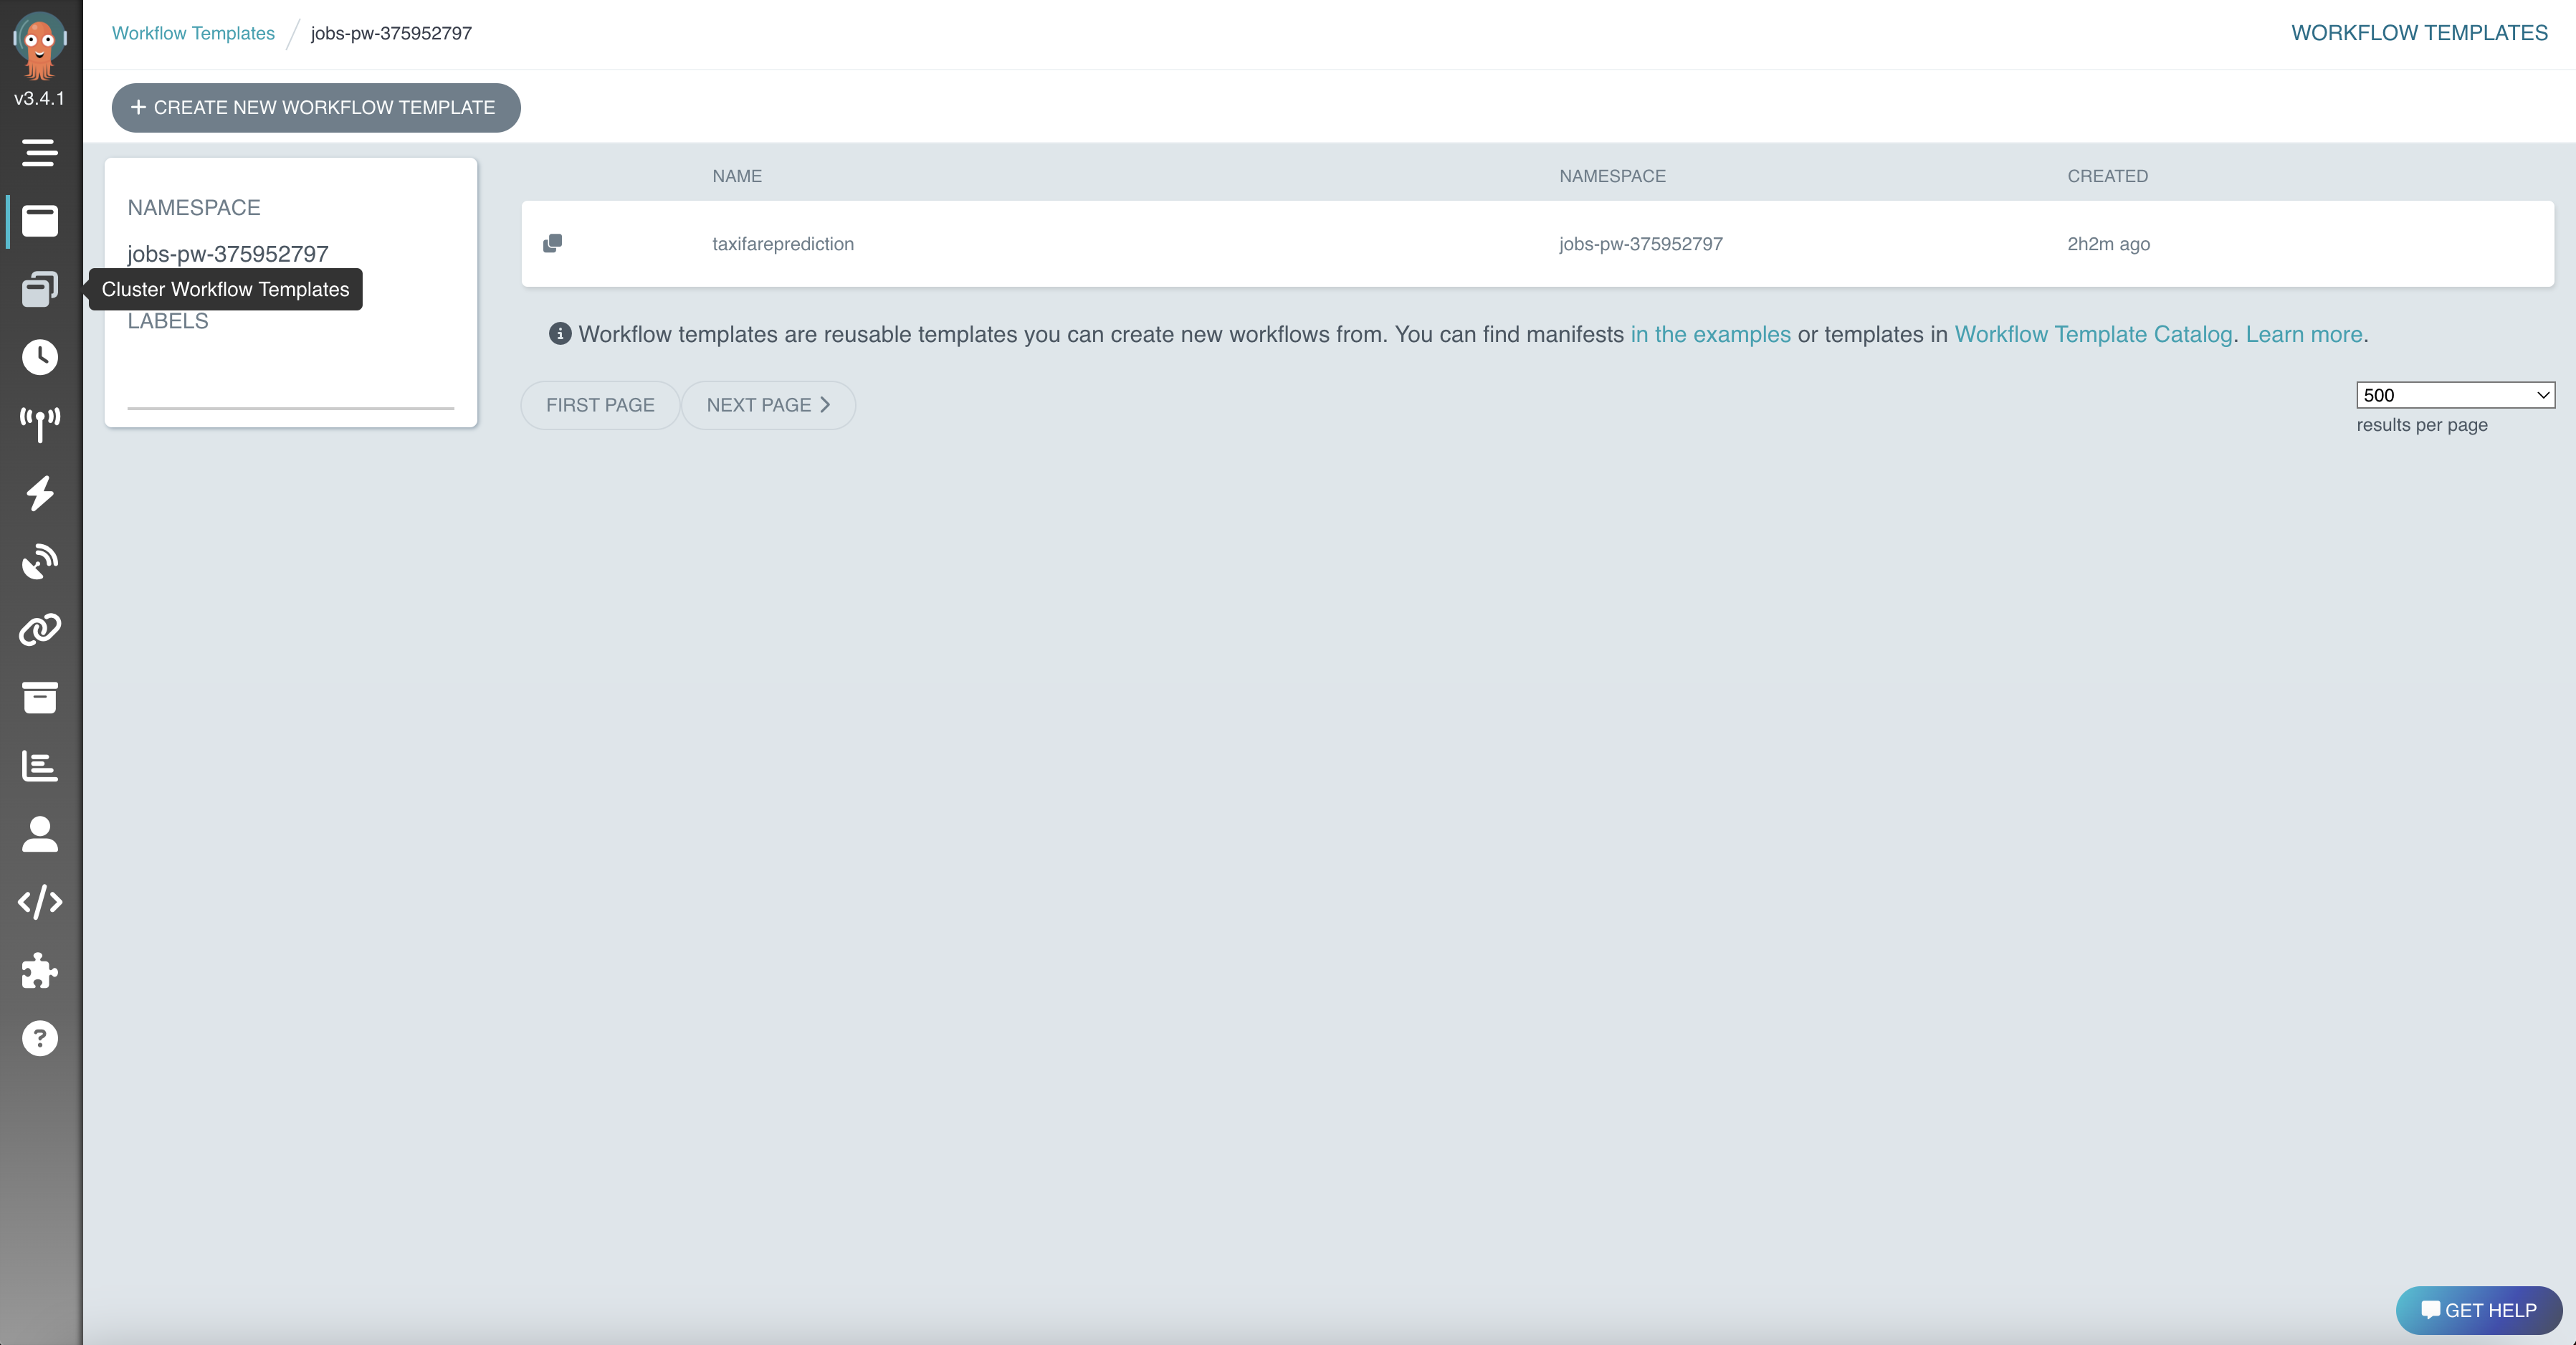 Workflow Templates / jobs-pw-375952797
WORKFLOW TEMPLATES
v3.4.1
+ CREATE NEW WORKFLOW TEMPLATE
NAMESPACE
jobs-pw-375952797
Cluster Workflow Templates
LABELS
NAME NAMESPACE CREATED
taxifareprediction jobs-pw-375952797 2h2m ago
Workflow templates are reusable templates you can create new workflows from. You can find manifests in the examples or templates in Workflow Template Catalog. Learn more.
FIRST PAGE NEXT PAGE
500
results per page
GET HELP